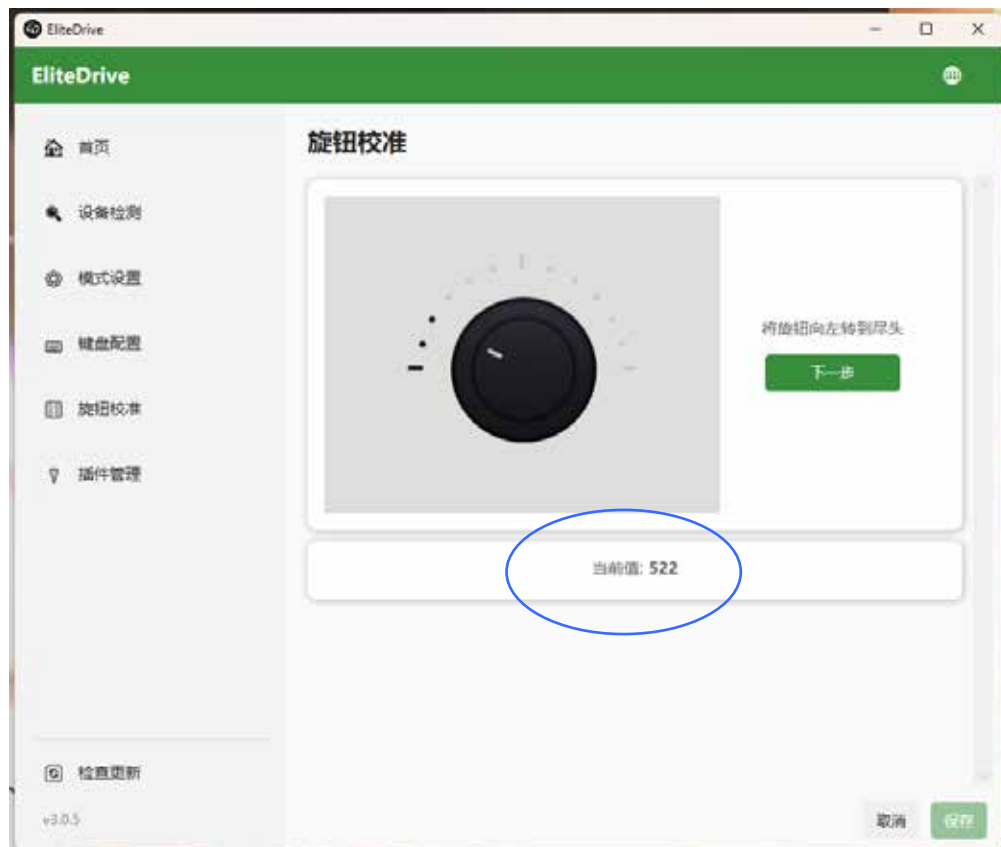 EliteDrive
EliteDrive
首页
设备检测
模式设置
键盘配置
旋钮校准
插件管理
检查更新
v3.0.5
旋钮校准
将旋钮向左转到尽头
下一步
当前值: 522
取消
保存